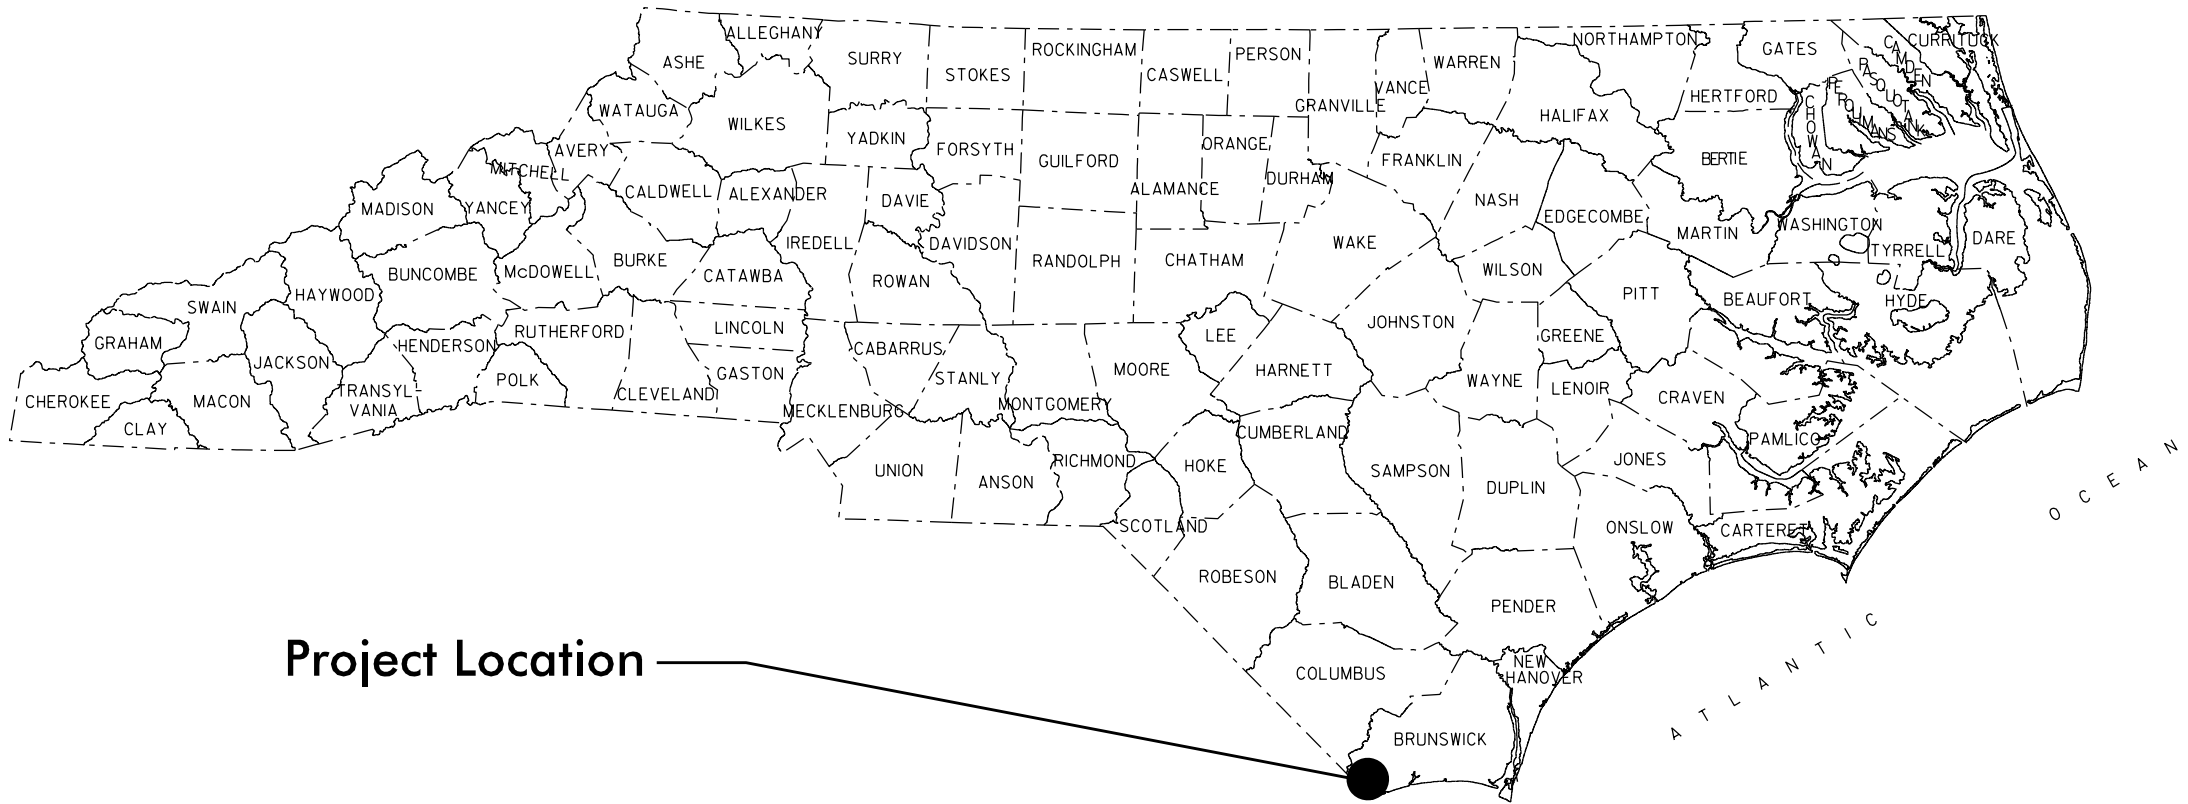 ALLEGHANY
ASHE
SURRY
STOKES
ROCKINGHAM
CASWELL
PERSON
GRANVILLE
VANCE
WARREN
NORTHAMPTON
GATES
CURRITUCK
CAMDEN
PASQUOTANK
PERQUIMANS
CHOWAN
HERTFORD
HALIFAX
BERTIE
WATAUGA
WILKES
YADKIN
FORSYTH
GUILFORD
ORANGE
ALAMANCE
DURHAM
FRANKLIN
NASH
EDGECOMBE
MARTIN
WASHINGTON
TYRRELL
DARE
AVERY
MITCHELL
YANCEY
MADISON
CALDWELL
ALEXANDER
DAVIE
IREDELL
DAVIDSON
RANDOLPH
CHATHAM
WAKE
WILSON
PITT
BEAUFORT
HYDE
BUNCOMBE
McDOWELL
BURKE
CATAWBA
ROWAN
HAYWOOD
SWAIN
GRAHAM
JACKSON
HENDERSON
RUTHERFORD
LINCOLN
CABARRUS
STANLY
MONTGOMERY
MOORE
LEE
HARNETT
JOHNSTON
GREENE
WAYNE
LENOIR
CRAVEN
PAMLICO
CHEROKEE
CLAY
MACON
TRANSYL-
VANIA
POLK
CLEVELAND
GASTON
MECKLENBURG
UNION
ANSON
RICHMOND
HOKE
CUMBERLAND
SAMPSON
DUPLIN
JONES
SCOTLAND
ONSLOW
CARTERET
ROBESON
BLADEN
PENDER
COLUMBUS
NEW
HANOVER
BRUNSWICK
Project Location
ATLANTIC
OCEAN